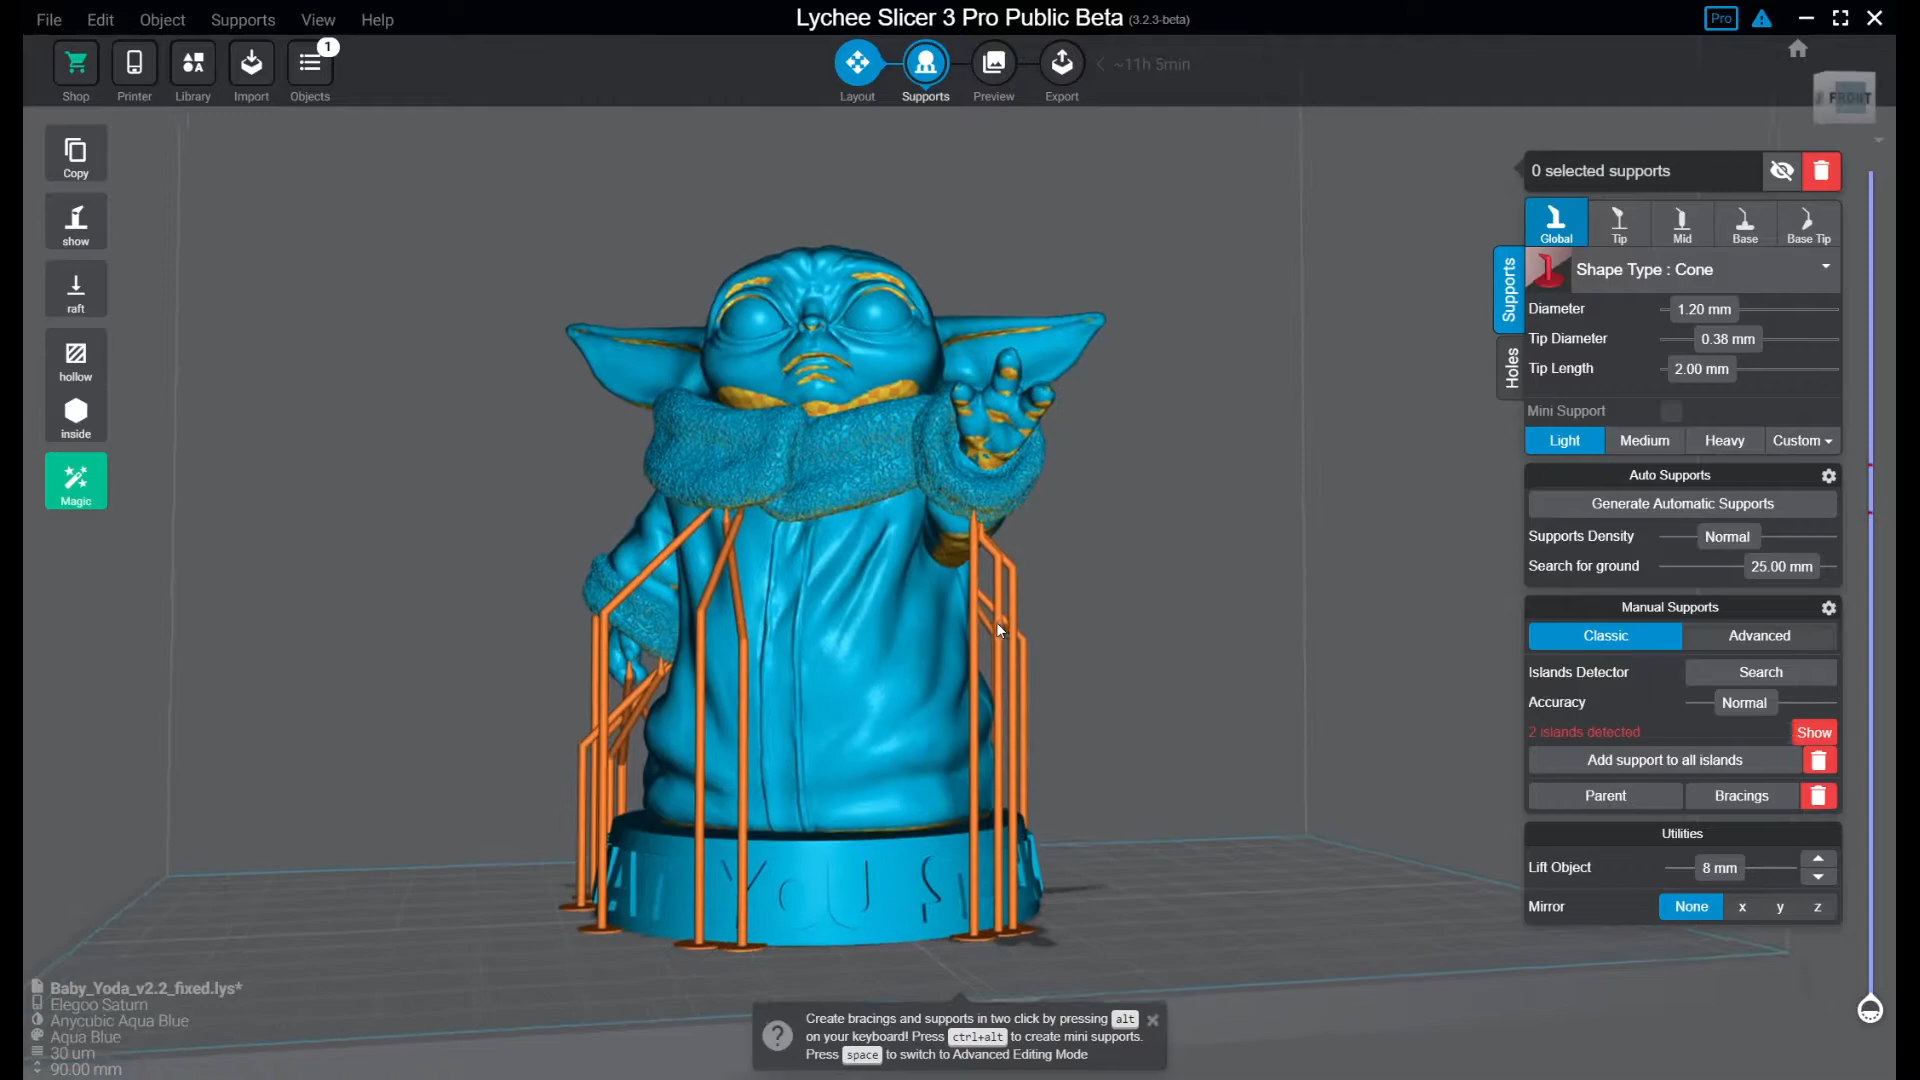 File Edit Object Supports View Help
Lychee Slicer 3 Pro Public Beta (3.2.3-beta)
Pro
1
Shop Printer Library Import Objects
Layout Supports Preview Export
~11h 5min
FRONT
Copy
show
raft
hollow
inside
Magic
0 selected supports
Global Tip Mid Base Base Tip
Supports
Holes
Shape Type : Cone
Diameter 1.20 mm
Tip Diameter 0.38 mm
Tip Length 2.00 mm
Mini Support
Light Medium Heavy Custom
Auto Supports
Generate Automatic Supports
Supports Density Normal
Search for ground 25.00 mm
Manual Supports
Classic Advanced
Islands Detector Search
Accuracy Normal
2 islands detected Show
Add support to all islands
Parent Bracings
Utilities
Lift Object 8 mm
Mirror None x y z
YOU
Baby_Yoda_v2.2_fixed.lys*
Elegoo Saturn
Anycubic Aqua Blue
Aqua Blue
30 um
90.00 mm
Create bracings and supports in two click by pressing alt
on your keyboard! Press ctrl+alt to create mini supports.
Press space to switch to Advanced Editing Mode